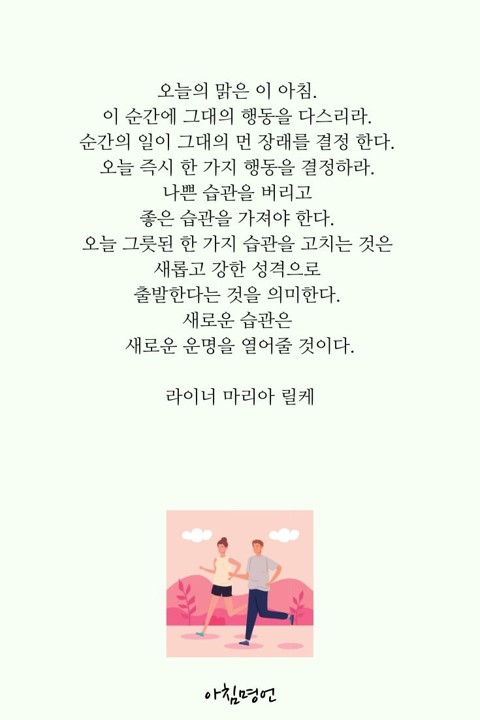 오늘의 맑은 이 아침.
이 순간에 그대의 행동을 다스리라.
순간의 일이 그대의 먼 장래를 결정 한다.
오늘 즉시 한 가지 행동을 결정하라.
나쁜 습관을 버리고
좋은 습관을 가져야 한다.
오늘 그릇된 한 가지 습관을 고치는 것은
새롭고 강한 성격으로
출발한다는 것을 의미한다.
새로운 습관은
새로운 운명을 열어줄 것이다.
라이너 마리아 릴케
아침명언